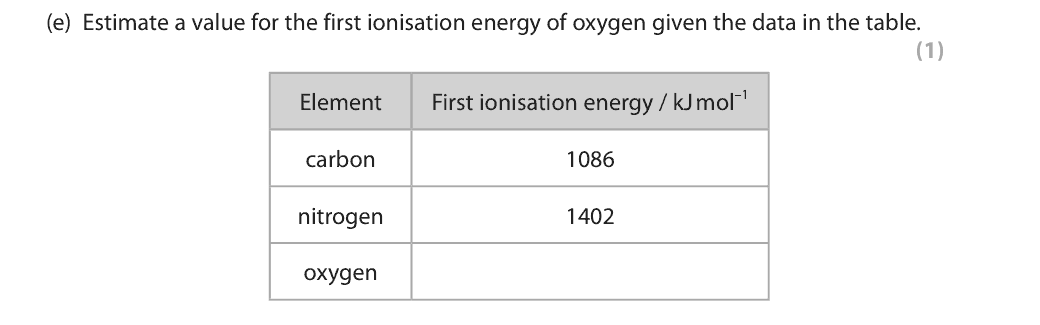 (e) Estimate a value for the first ionisation energy of oxygen given the data in the table.
(1)
Element First ionisation energy / kJ mol⁻¹
carbon 1086
nitrogen 1402
oxygen